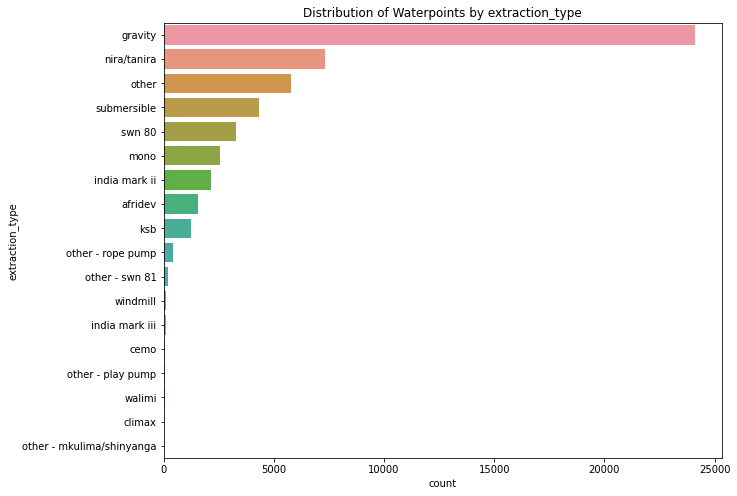 Distribution of Waterpoints by extraction_type
gravity
nira/tanira
other
submersible
swn 80
mono
india mark ii
afridev
ksb
other - rope pump
other - swn 81
windmill
india mark iii
cemo
other - play pump
walimi
climax
other - mkulima/shinyanga
extraction_type
0 5000 10000 15000 20000 25000
count